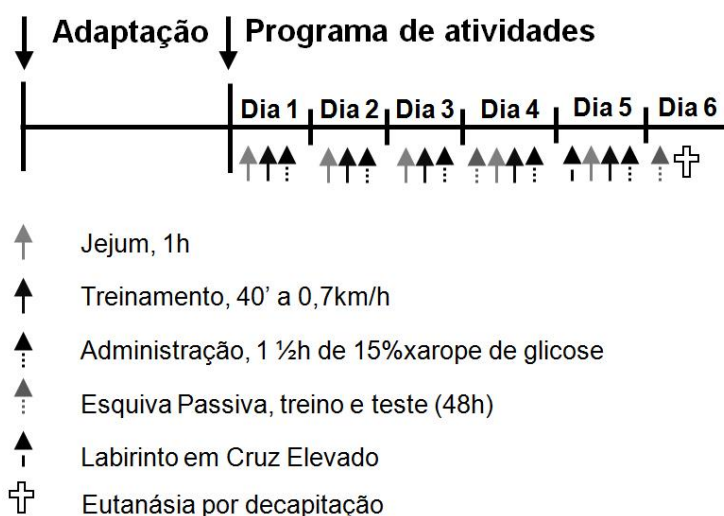 Adaptação Programa de atividades
Dia 1 Dia 2 Dia 3 Dia 4 Dia 5 Dia 6
Jejum, 1h
Treinamento, 40’ a 0,7km/h
Administração, 1 ½h de 15%xarope de glicose
Esquiva Passiva, treino e teste (48h)
Labirinto em Cruz Elevado
Eutanásia por decapitação